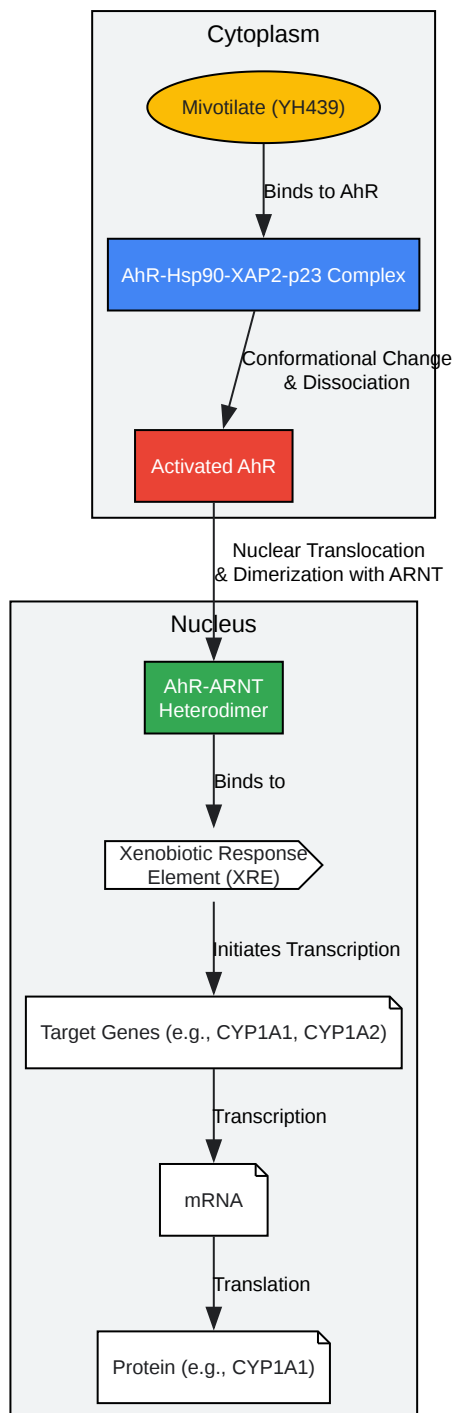 Cytoplasm
Mivotilate (YH439)
Binds to AhR
AhR-Hsp90-XAP2-p23 Complex
Conformational Change
& Dissociation
Activated AhR
Nuclear Translocation
& Dimerization with ARNT
Nucleus
AhR-ARNT
Heterodimer
Binds to
Xenobiotic Response
Element (XRE)
Initiates Transcription
Target Genes (e.g., CYP1A1, CYP1A2)
Transcription
mRNA
Translation
Protein (e.g., CYP1A1)